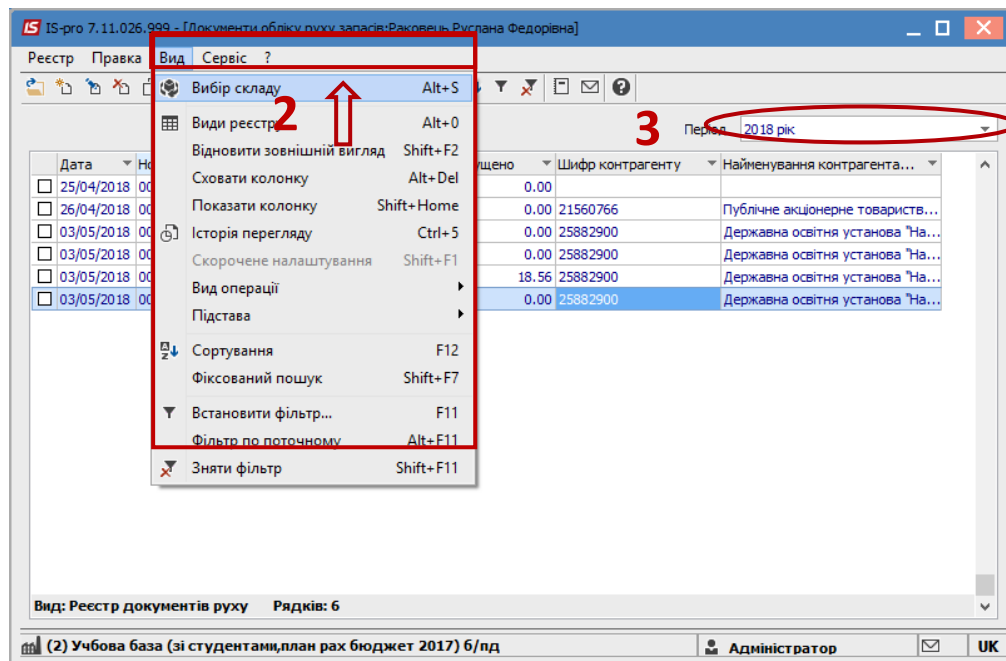 IS-pro 7.11.026.999 - [Документи обліку руху запасів:Раковець Руслана Федорівна]
Реєстр Правка Вид Сервіс ?
Вибір складу Alt+S
2
3
Період 2018 рік
Види реєстру Alt+0
Відновити зовнішній вигляд Shift+F2
Сховати колонку Alt+Del
Показати колонку Shift+Home
Історія перегляду Ctrl+5
Скорочене налаштування Shift+F1
Вид операції
Підстава
Сортування F12
Фіксований пошук Shift+F7
Встановити фільтр... F11
Фільтр по поточному Alt+F11
Зняти фільтр Shift+F11
Дата Шифр контрагенту Найменування контрагента...
25/04/2018 0.00
26/04/2018 0.00 21560766 Публічне акціонерне товариств...
03/05/2018 0.00 25882900 Державна освітня установа "На...
03/05/2018 0.00 25882900 Державна освітня установа "На...
03/05/2018 18.56 25882900 Державна освітня установа "На...
03/05/2018 0.00 25882900 Державна освітня установа "На...
Вид: Реєстр документів руху Рядків: 6
(2) Учбова база (зі студентами,план рах бюджет 2017) б/пд Адміністратор UK